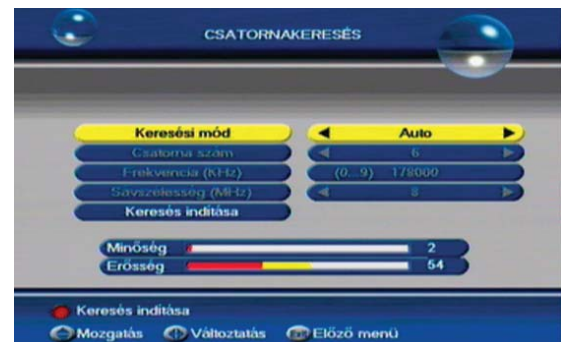 CSATORNAKERESÉS
Keresési mód Auto
Csatorna szám 6
Frekvencia (KHz) (0...9) 178000
Sávszélesség (MHz) 8
Keresés indítása
Minőség 2
Erősség 54
Keresés indítása
Mozgatás Változtatás Előző menü